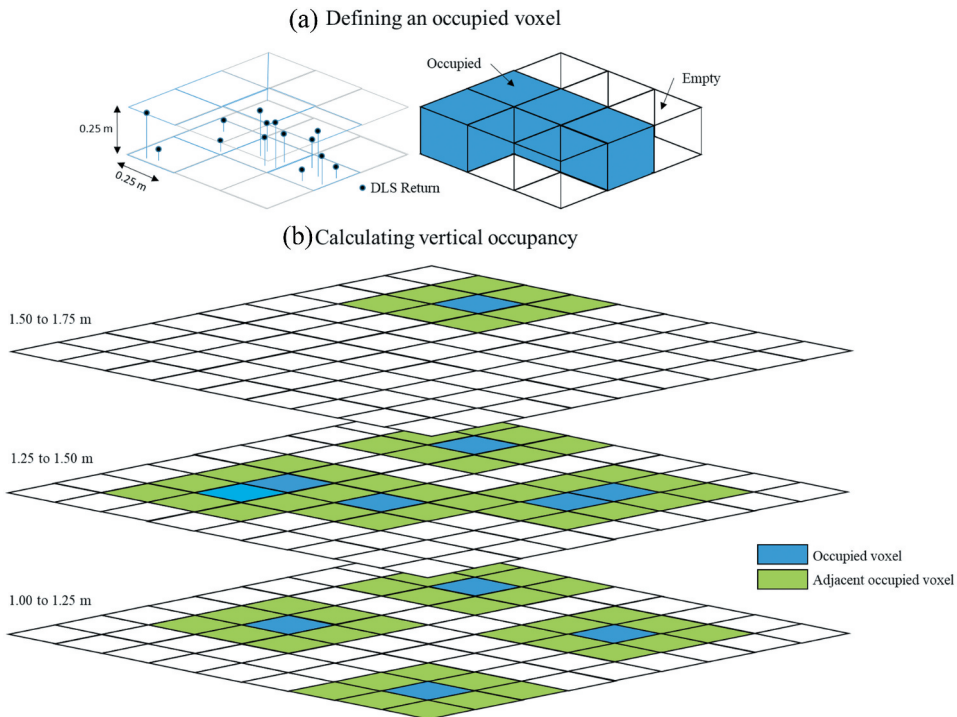 (a) Defining an occupied voxel
Occupied
Empty
0.25 m
0.25 m
DLS Return
(b) Calculating vertical occupancy
1.50 to 1.75 m
1.25 to 1.50 m
1.00 to 1.25 m
Occupied voxel
Adjacent occupied voxel